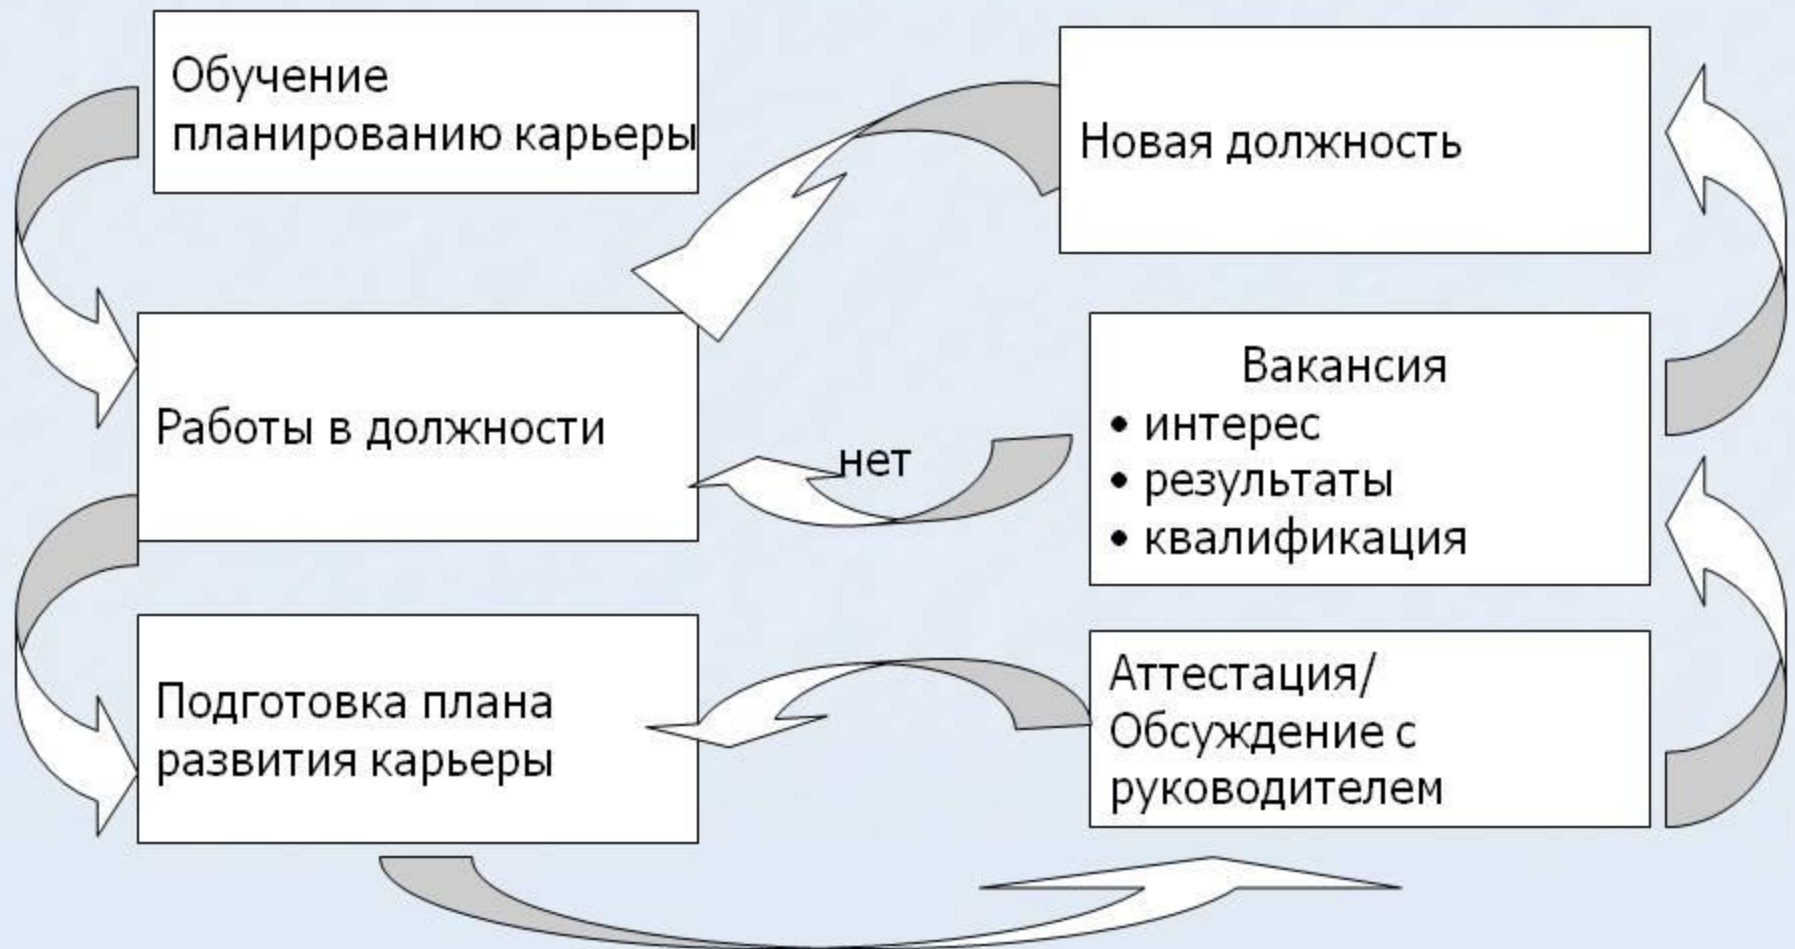 Обучение
планированию карьеры
Новая должность
Работы в должности
нет
Вакансия
• интерес
• результаты
• квалификация
Подготовка плана
развития карьеры
Аттестация/
Обсуждение с
руководителем